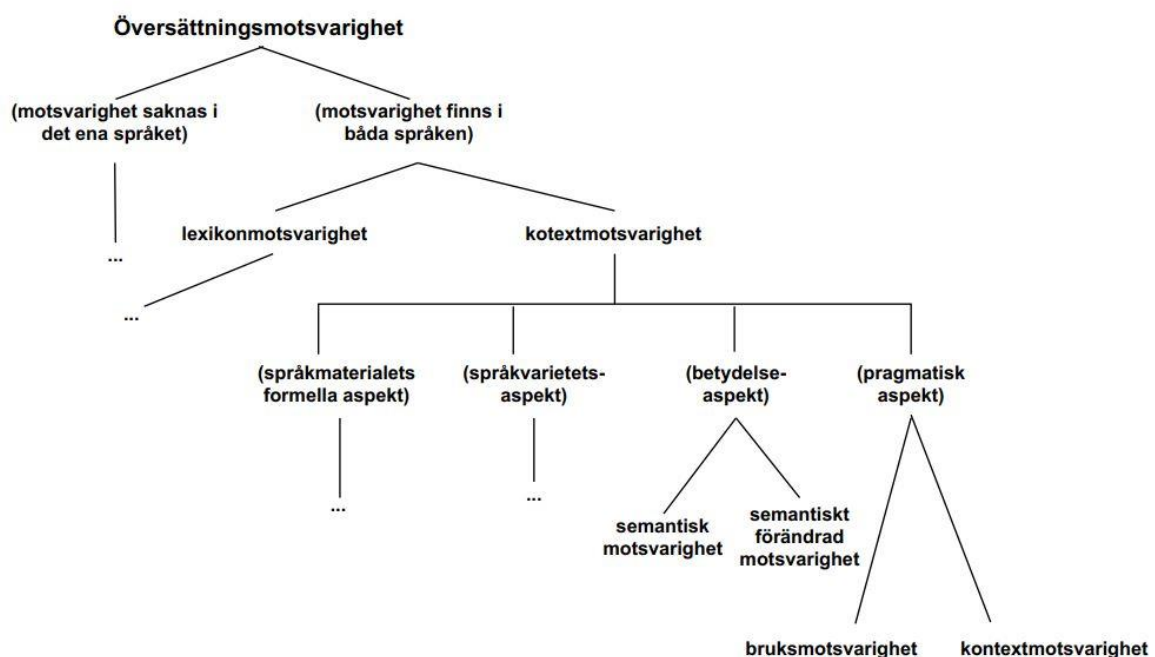 Översättningsmotsvarighet
(motsvarighet saknas i
det ena språket)
(motsvarighet finns i
båda språken)
lexikonmotsvarighet
kotextmotsvarighet
...
...
(språkmaterialets
formella aspekt)
(språkvarietets-
aspekt)
(betydelse-
aspekt)
(pragmatisk
aspekt)
...
...
semantisk
motsvarighet
semantiskt
förändrad
motsvarighet
bruksmotsvarighet
kontextmotsvarighet